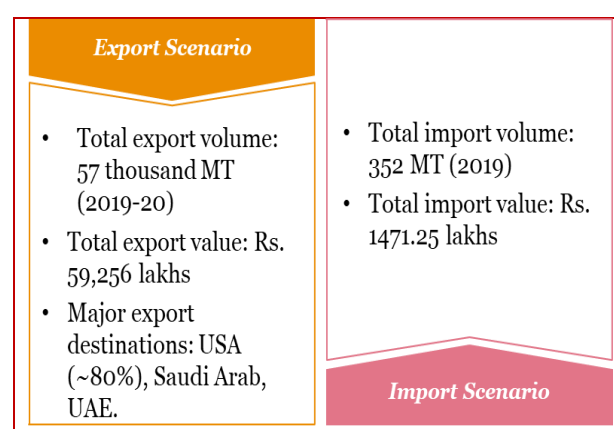 Export Scenario
• Total export volume:
57 thousand MT
(2019-20)
• Total export value: Rs.
59,256 lakhs
• Major export
destinations: USA
(~80%), Saudi Arab,
UAE.
• Total import volume:
352 MT (2019)
• Total import value: Rs.
1471.25 lakhs
Import Scenario